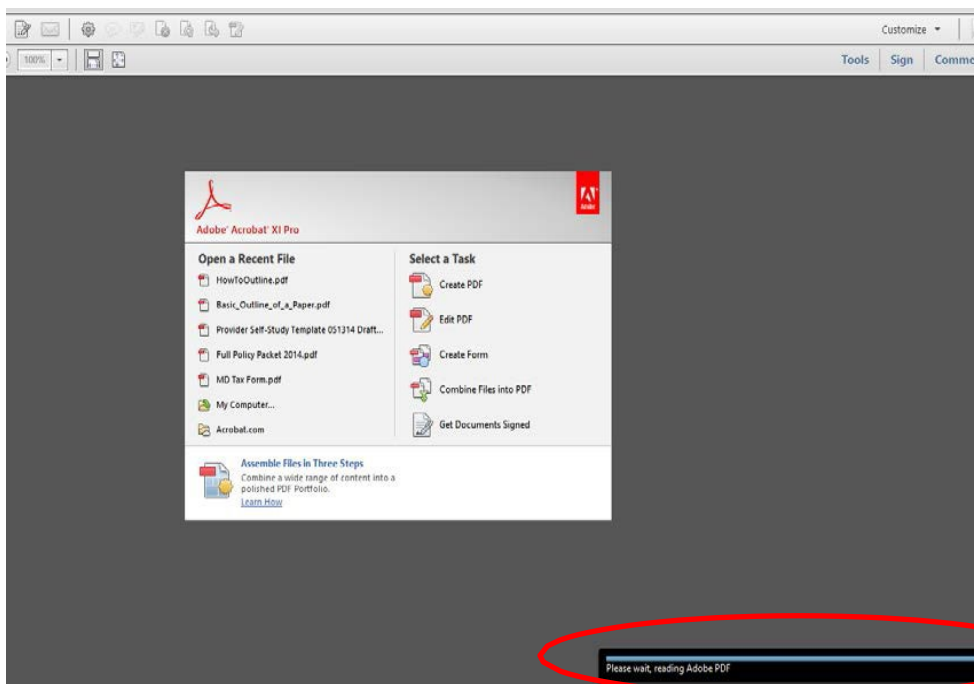 Customize
100%
Tools Sign Comme
Adobe
Adobe® Acrobat® XI Pro
Open a Recent File
HowToOutline.pdf
Basic_Outline_of_a_Paper.pdf
Provider Self-Study Template 051314 Draft...
Full Policy Packet 2014.pdf
MD Tax Form.pdf
My Computer...
Acrobat.com
Select a Task
Create PDF
Edit PDF
Create Form
Combine Files into PDF
Get Documents Signed
Assemble Files in Three Steps
Combine a wide range of content into a
polished PDF Portfolio.
Learn How
Please wait, reading Adobe PDF